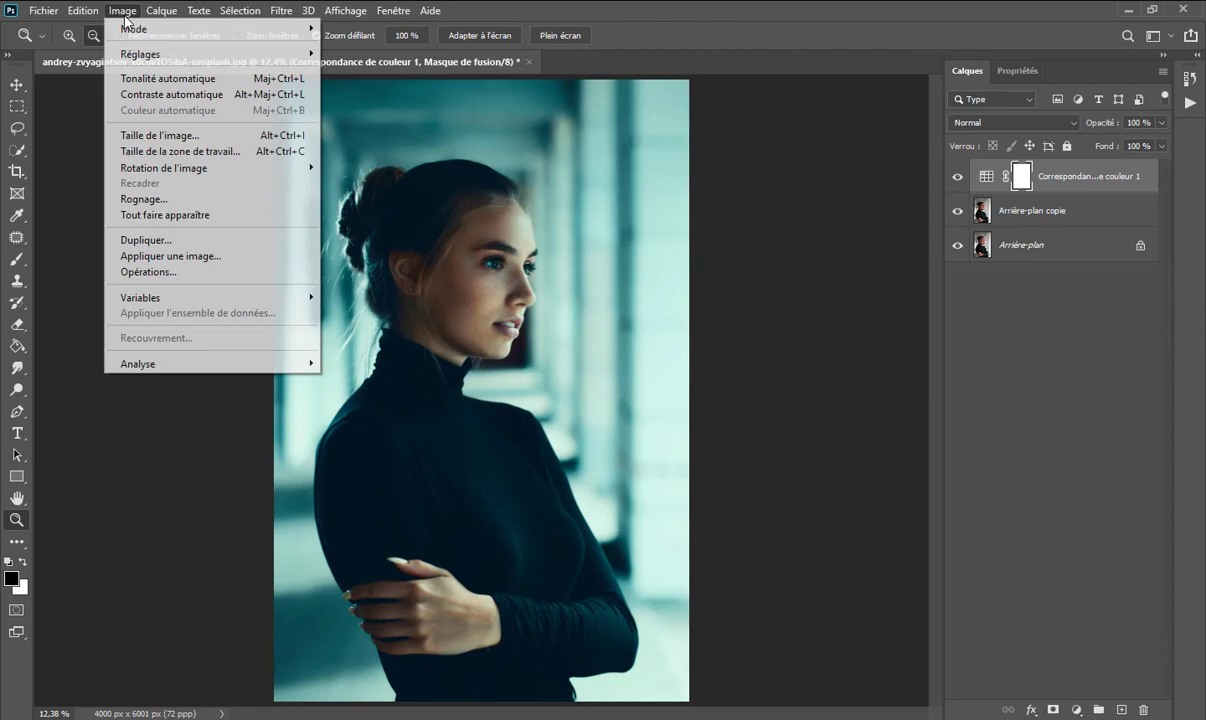 Ps Fichier Edition Image Calque Texte Sélection Filtre 3D Affichage Fenêtre Aide
Zoom fenêtres Zoom défilant 100 % Adapter à l'écran Plein écran
andrey-zvyagintsev- -unsplash.jpg @ 12,4% (Correspondance de couleur 1, Masque de fusion/8) * ×
Mode
Réglages
Tonalité automatique Maj+Ctrl+L
Contraste automatique Alt+Maj+Ctrl+L
Couleur automatique Maj+Ctrl+B
Taille de l'image... Alt+Ctrl+I
Taille de la zone de travail... Alt+Ctrl+C
Rotation de l'image
Recadrer
Rognage...
Tout faire apparaître
Dupliquer...
Appliquer une image...
Opérations...
Variables
Appliquer l'ensemble de données...
Recouvrement...
Analyse
Calques Propriétés
Type
Normal Opacité : 100 %
Verrou : Fond : 100 %
Correspondan...e couleur 1
Arrière-plan copie
Arrière-plan
12,38 % 4000 px x 6001 px (72 ppp)